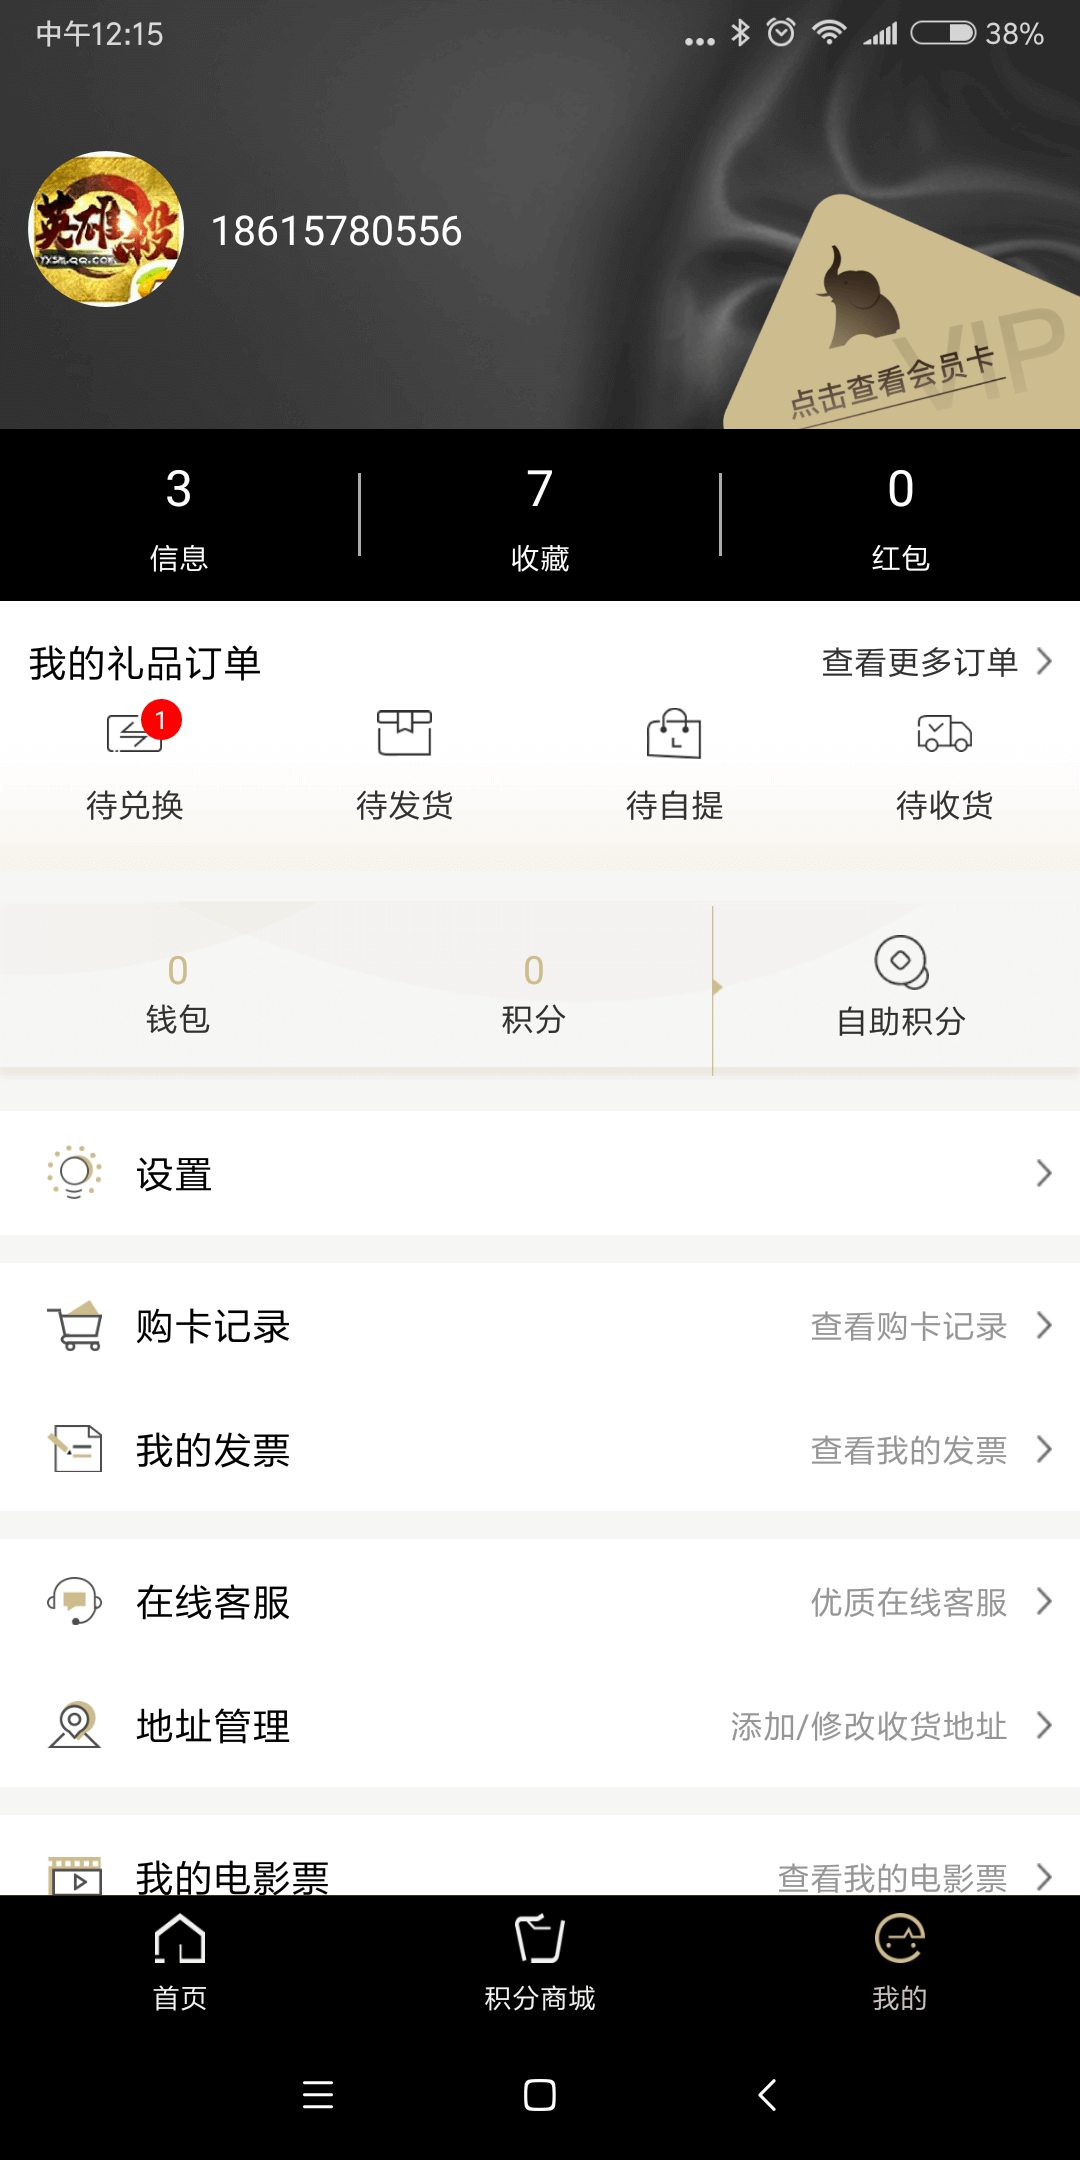 中午12:15
38%
英雄殺
YXSHA.QQ.COM
18615780556
VIP
点击查看会员卡
3
7
0
信息
收藏
红包
我的礼品订单
查看更多订单
1
待兑换
待发货
待自提
待收货
0
0
钱包
积分
自助积分
设置
购卡记录
查看购卡记录
我的发票
查看我的发票
在线客服
优质在线客服
地址管理
添加/修改收货地址
我的电影票
查看我的电影票
首页
积分商城
我的